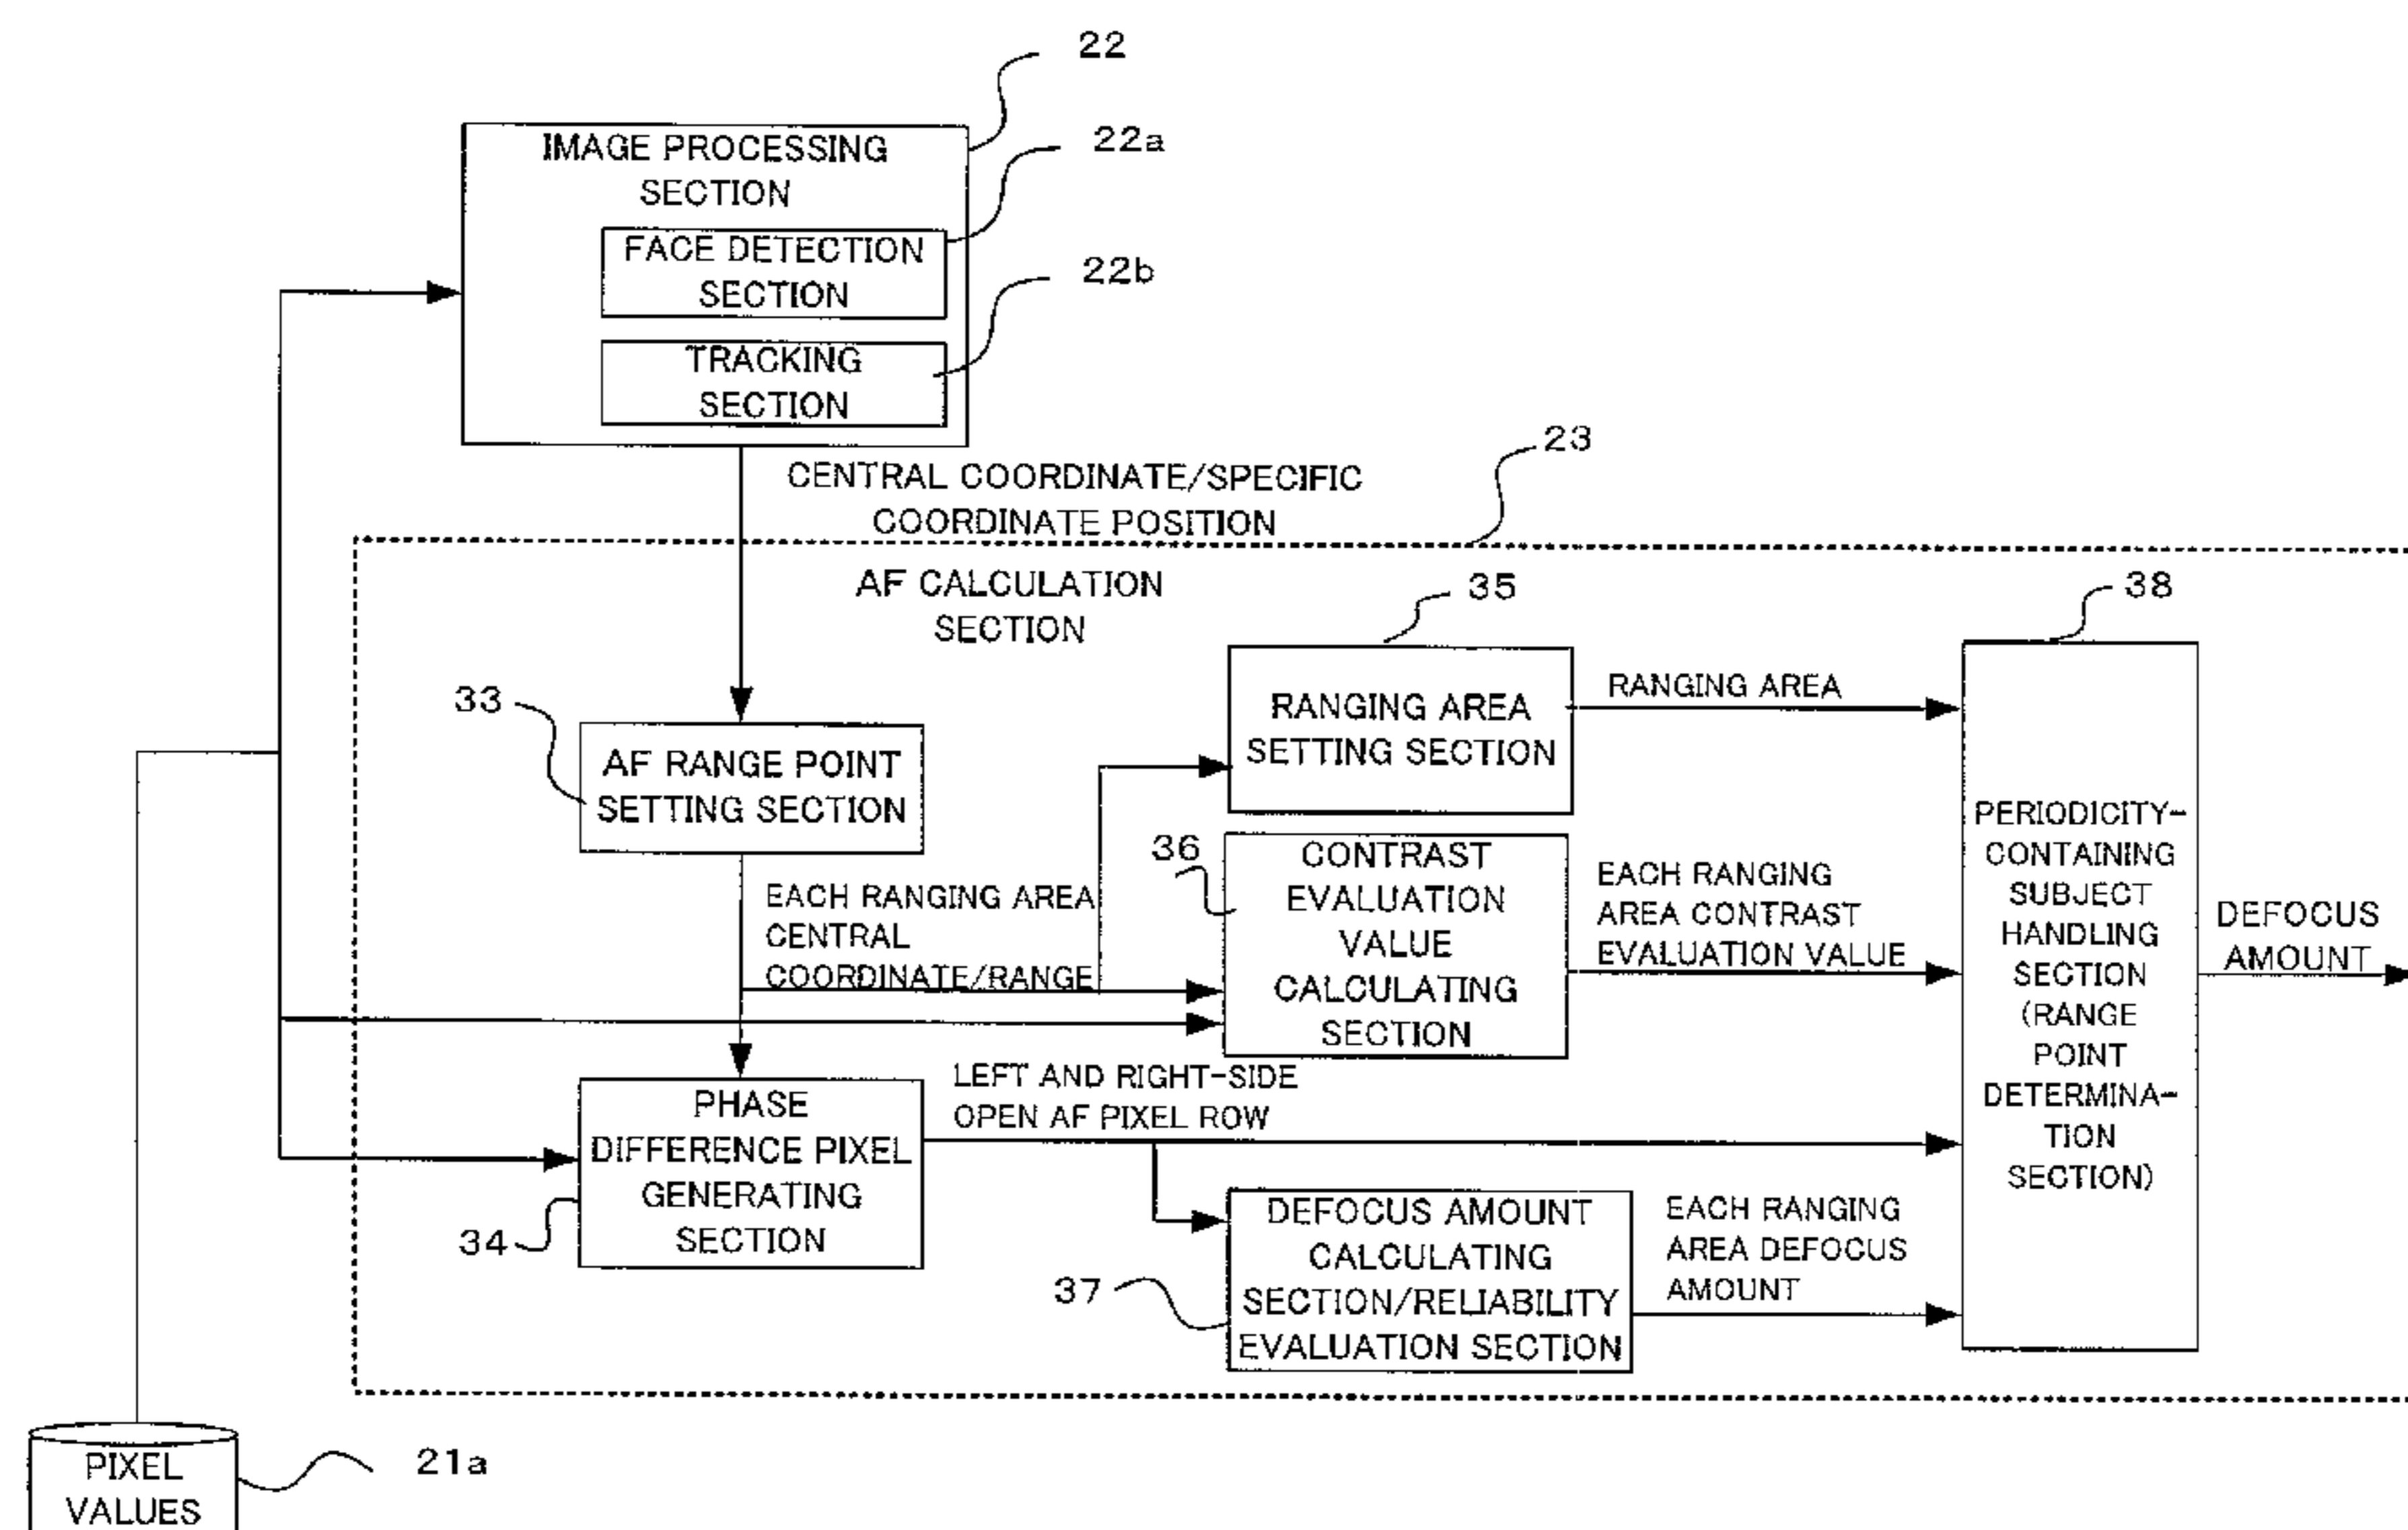 22
IMAGE PROCESSING
SECTION
22a
FACE DETECTION
SECTION
22b
TRACKING
SECTION
23
CENTRAL COORDINATE/SPECIFIC
COORDINATE POSITION
AF CALCULATION
SECTION
33
AF RANGE POINT
SETTING SECTION
EACH RANGING AREA
CENTRAL
COORDINATE/RANGE
35
RANGING AREA
SETTING SECTION
RANGING AREA
36
CONTRAST
EVALUATION
VALUE
CALCULATING
SECTION
EACH RANGING
AREA CONTRAST
EVALUATION VALUE
34
PHASE
DIFFERENCE PIXEL
GENERATING
SECTION
LEFT AND RIGHT-SIDE
OPEN AF PIXEL ROW
37
DEFOCUS AMOUNT
CALCULATING
SECTION/RELIABILITY
EVALUATION SECTION
EACH RANGING
AREA DEFOCUS
AMOUNT
38
PERIODICITY-
CONTAINING
SUBJECT
HANDLING
SECTION
(RANGE
POINT
DETERMINA-
TION
SECTION)
DEFOCUS
AMOUNT
PIXEL
VALUES
21a